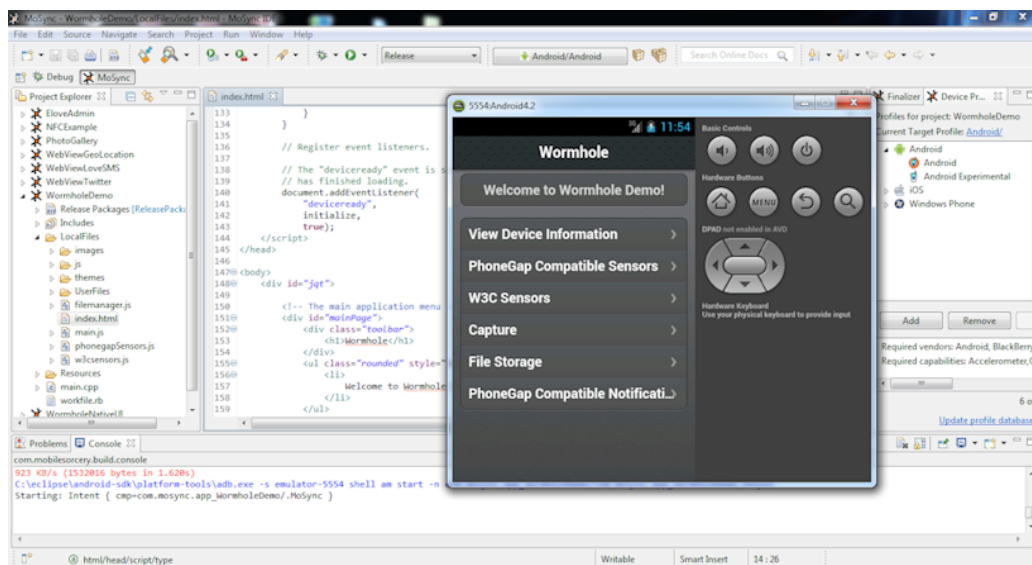 MoSync - WormholeDemo/LocalFiles/index.html - MoSync IDE
File Edit Source Navigate Search Project Run Window Help
Release
Android/Android
Search Online Docs
Debug
MoSync
Project Explorer
EloveAdmin
NFCExample
PhotoGallery
WebViewGeoLocation
WebViewLoveSMS
WebViewTwitter
WormholeDemo
Release Packages [ReleasePacka
Includes
LocalFiles
images
js
themes
UserFiles
filemanager.js
index.html
main.js
phonegapSensors.js
w3csensors.js
Resources
main.cpp
workfile.rb
WormholeNativeUI
index.html
133 }
134 }
135
136 // Register event listeners.
137
138 // The "deviceready" event is s
139 // has finished loading.
140 document.addEventListener(
141 "deviceready",
142 initialize,
143 true);
144 </script>
145 </head>
146
147 <body>
148 <div id="jqt">
149
150 <!-- The main application menu
151 <div id="mainPage">
152 <div class="toolbar">
153 <h1>Wormhole</h1>
154 </div>
155 <ul class="rounded" style="
156 <li>
157 Welcome to Wormhole
158 </li>
159 </ul>
5554:Android4.2
3G 11:54
Wormhole
Welcome to Wormhole Demo!
View Device Information
PhoneGap Compatible Sensors
W3C Sensors
Capture
File Storage
PhoneGap Compatible Notificati...
Basic Controls
Hardware Buttons
MENU
DPAD not enabled in AVD
Hardware Keyboard
Use your physical keyboard to provide input
Finalizer
Device Pr...
Profiles for project: WormholeDemo
Current Target Profile: Android/
Android
Android
Android Experimental
iOS
Windows Phone
Add
Remove
Required vendors: Android, BlackBerry
Required capabilities: Accelerometer,
6 o
Update profile database
Problems
Console
com.mobilesorcery.build.console
923 KB/s (1532016 bytes in 1.620s)
C:\eclipse\android-sdk\platform-tools\adb.exe -s emulator-5554 shell am start -n
Starting: Intent { cmp=com.mosync.app_WormholeDemo/.MoSync }
html/head/script/type
Writable
Smart Insert
14 : 26